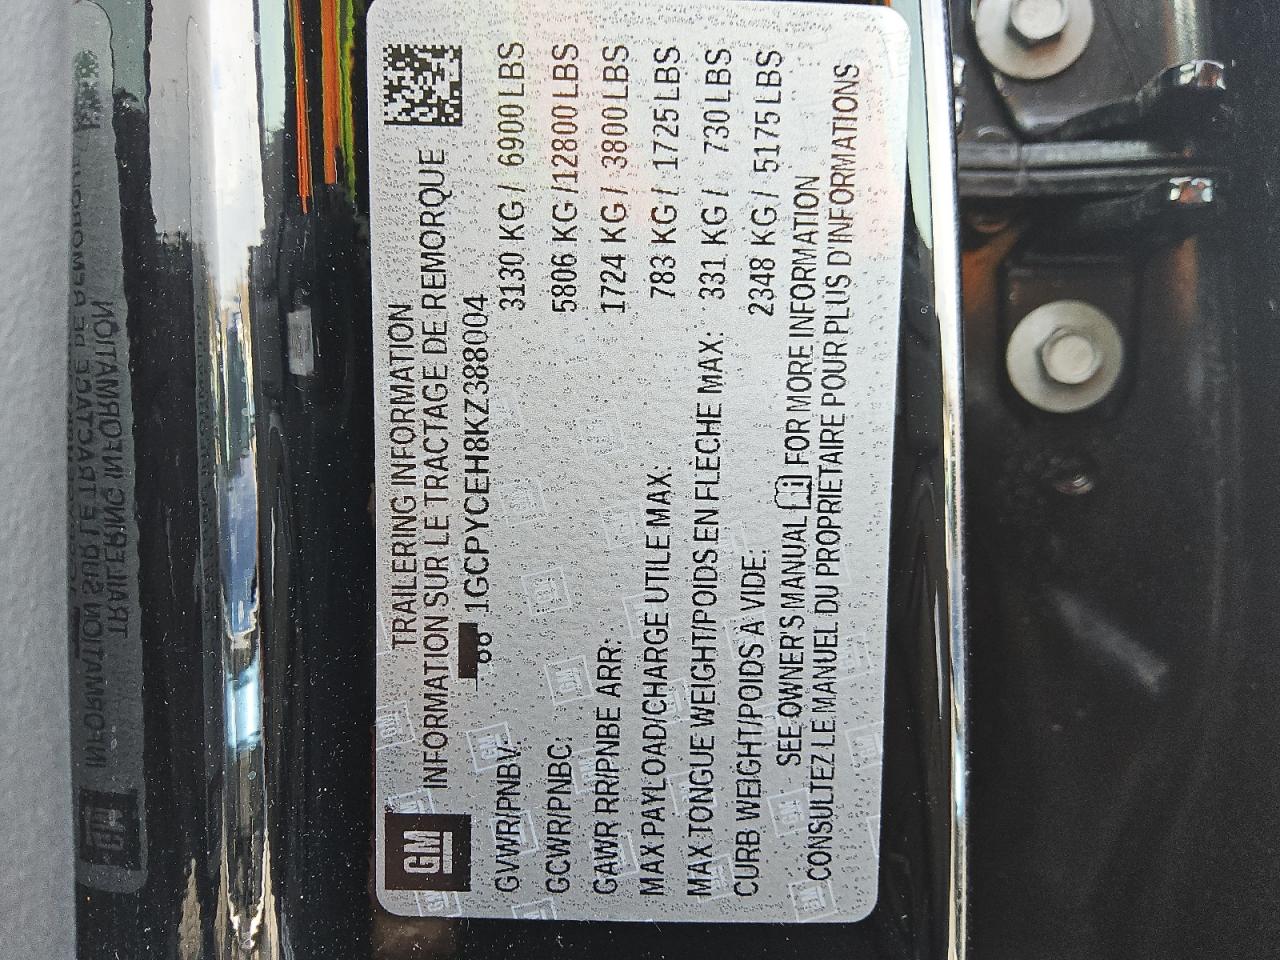 GM
TRAILERING INFORMATION
INFORMATION SUR LE TRACTAGE DE REMORQUE
1GCPYCEH8KZ388004
GVWR/PNBV: 3130 KG / 6900 LBS
GCWR/PNBC: 5806 KG /12800 LBS
GAWR RR/PNBE ARR: 1724 KG / 3800 LBS
MAX PAYLOAD/CHARGE UTILE MAX: 783 KG / 1725 LBS
MAX TONGUE WEIGHT/POIDS EN FLECHE MAX: 331 KG / 730 LBS
CURB WEIGHT/POIDS A VIDE: 2348 KG / 5175 LBS
SEE OWNER'S MANUAL FOR MORE INFORMATION
CONSULTEZ LE MANUEL DU PROPRIETAIRE POUR PLUS D'INFORMATIONS